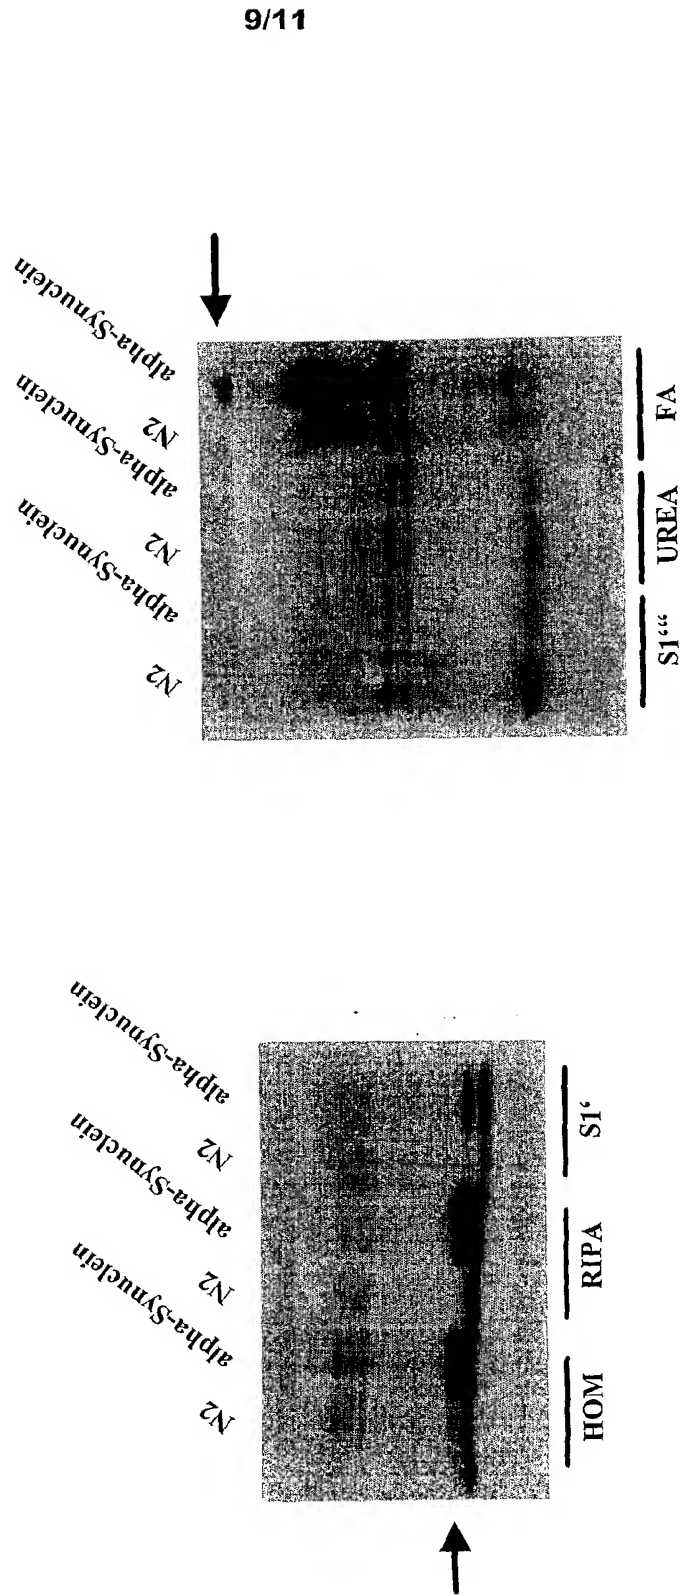 9/11
N2
alpha-Synuclein
N2
alpha-Synuclein
N2
alpha-Synuclein
HOM
RIPA
S1‘
N2
alpha-Synuclein
N2
alpha-Synuclein
N2
alpha-Synuclein
S1“‘
UREA
FA